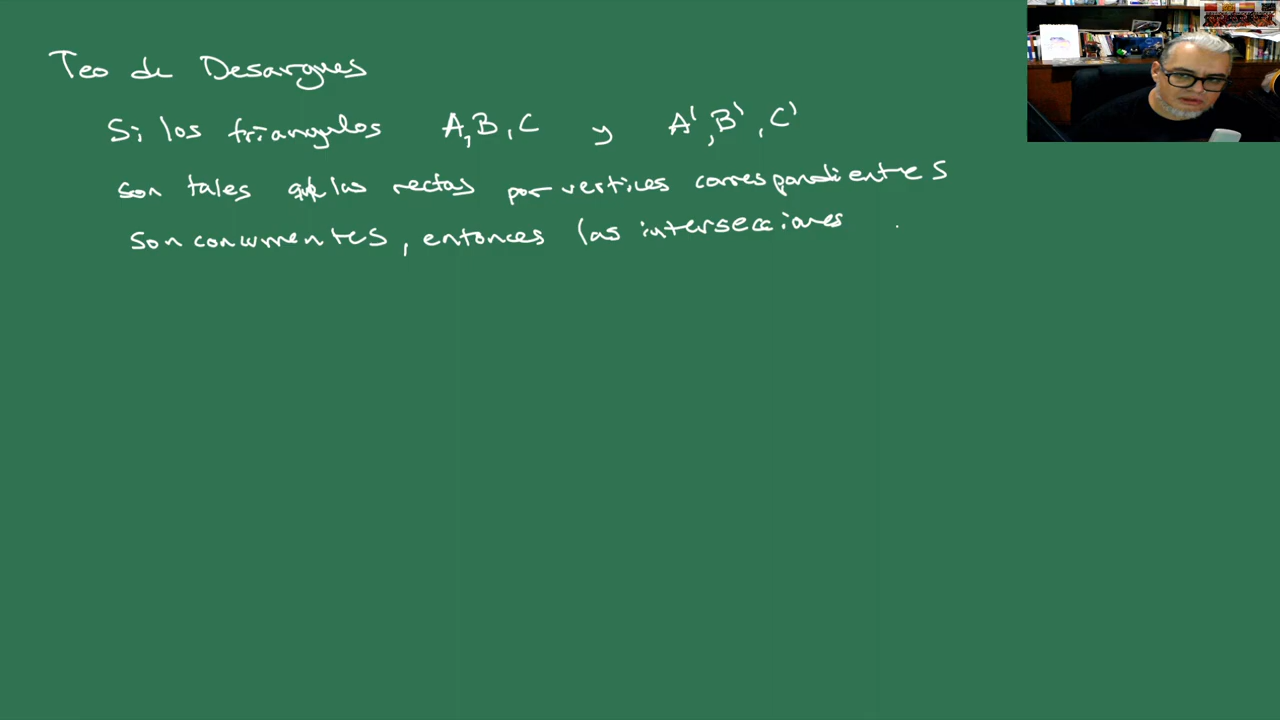 Teo de Desargues
Si los triangulos A,B,C y A',B',C'
son tales que las rectas por vertices correspondientes
son concurrentes, entonces las intersecciones